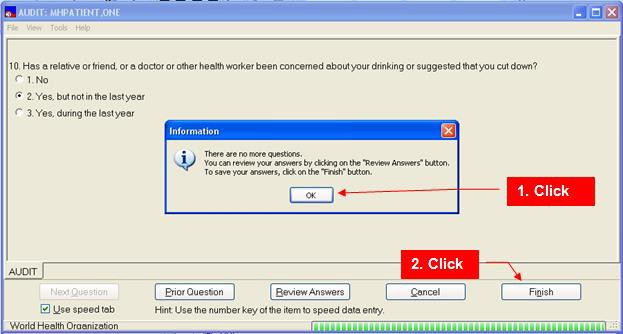 AUDIT: MHPATIENT,ONE
File View Tools Help
10. Has a relative or friend, or a doctor or other health worker been concerned about your drinking or suggested that you cut down?
1. No
2. Yes, but not in the last year
3. Yes, during the last year
Information
There are no more questions.
You can review your answers by clicking on the "Review Answers" button.
To save your answers, click on the "Finish" button.
OK
1. Click
2. Click
AUDIT
Next Question Prior Question Review Answers Cancel Finish
Use speed tab Hint: Use the number key of the item to speed data entry.
World Health Organization